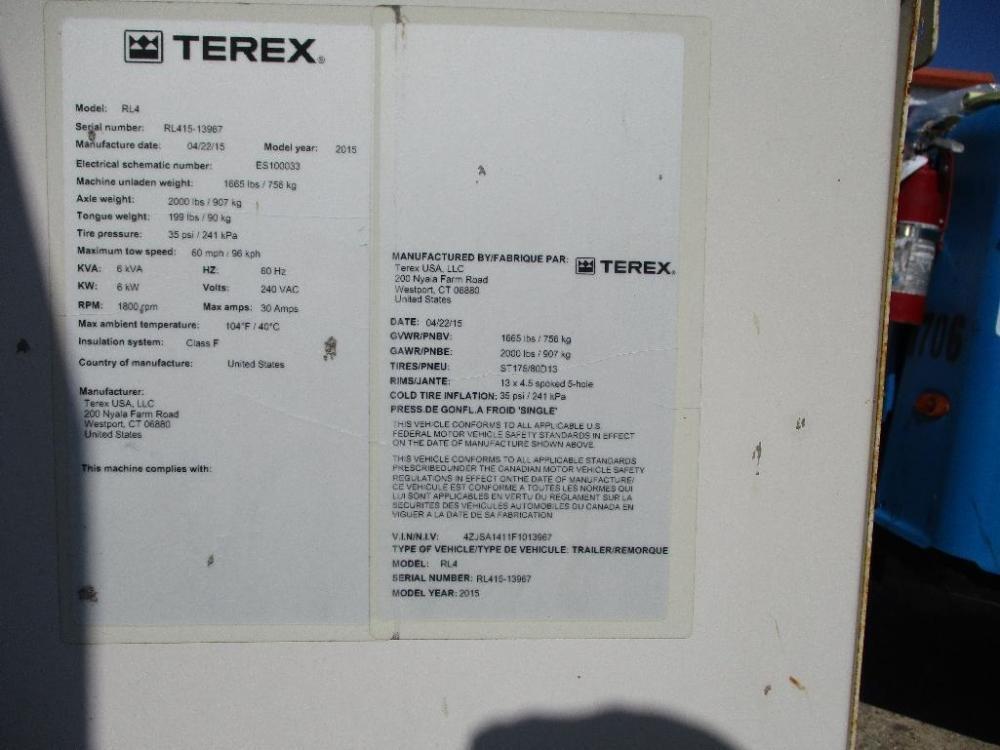 TEREX®
Model: RL4
Serial number: RL415-13967
Manufacture date: 04/22/15 Model year: 2015
Electrical schematic number: ES100033
Machine unladen weight: 1665 lbs / 756 kg
Axle weight: 2000 lbs / 907 kg
Tongue weight: 199 lbs / 90 kg
Tire pressure: 35 psi / 241 kPa
Maximum tow speed: 60 mph / 96 kph
KVA: 6 kVA HZ: 60 Hz
KW: 6 kW Volts: 240 VAC
RPM: 1800 rpm Max amps: 30 Amps
Max ambient temperature: 104°F / 40°C
Insulation system: Class F
Country of manufacture: United States
Manufacturer:
Terex USA, LLC
200 Nyala Farm Road
Westport, CT 06880
United States
This machine complies with:
MANUFACTURED BY/FABRIQUE PAR: TEREX®
Terex USA, LLC
200 Nyala Farm Road
Westport, CT 06880
United States
DATE: 04/22/15
GVWR/PNBV: 1665 lbs / 756 kg
GAWR/PNBE: 2000 lbs / 907 kg
TIRES/PNEU: ST175/80D13
RIMS/JANTE: 13 x 4.5 spoked 5-hole
COLD TIRE INFLATION: 35 psi / 241 kPa
PRESS.DE GONFL.A FROID 'SINGLE'
THIS VEHICLE CONFORMS TO ALL APPLICABLE U.S.
FEDERAL MOTOR VEHICLE SAFETY STANDARDS IN EFFECT
ON THE DATE OF MANUFACTURE SHOWN ABOVE.
THIS VEHICLE CONFORMS TO ALL APPLICABLE STANDARDS
PRESCRIBEDUNDER THE CANADIAN MOTOR VEHICLE SAFETY
REGULATIONS IN EFFECT ONTHE DATE OF MANUFACTURE/
CE VEHICULE EST CONFORME A TOUTES LES NORMES QUI
LUI SONT APPLICABLES EN VERTU DU REGLEMENT SUR LA
SECURITES DES VEHICULES AUTOMOBILES DU CANADA EN
VIGUER A LA DATE DE SA FABRICATION
V.I.N/N.I.V: 4ZJSA1411F1013967
TYPE OF VEHICLE/TYPE DE VEHICULE: TRAILER/REMORQUE
MODEL: RL4
SERIAL NUMBER: RL415-13967
MODEL YEAR: 2015
706